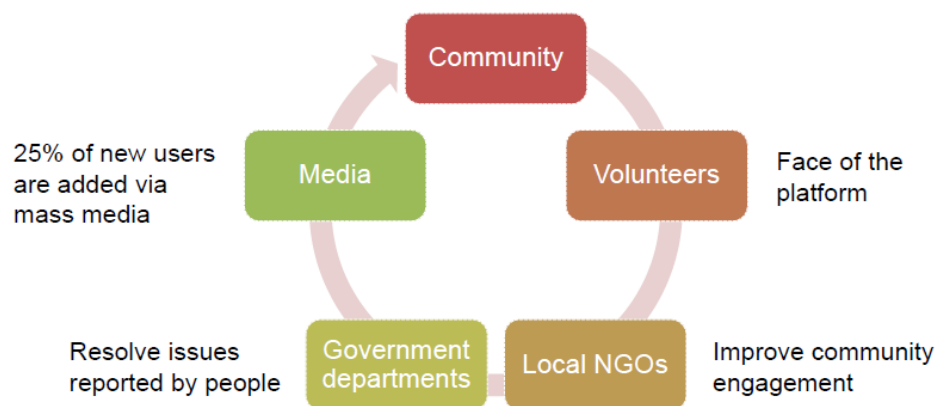 Community
25% of new users
are added via
mass media
Media
Volunteers
Face of the
platform
Resolve issues
reported by people
Government
departments
Local NGOs
Improve community
engagement